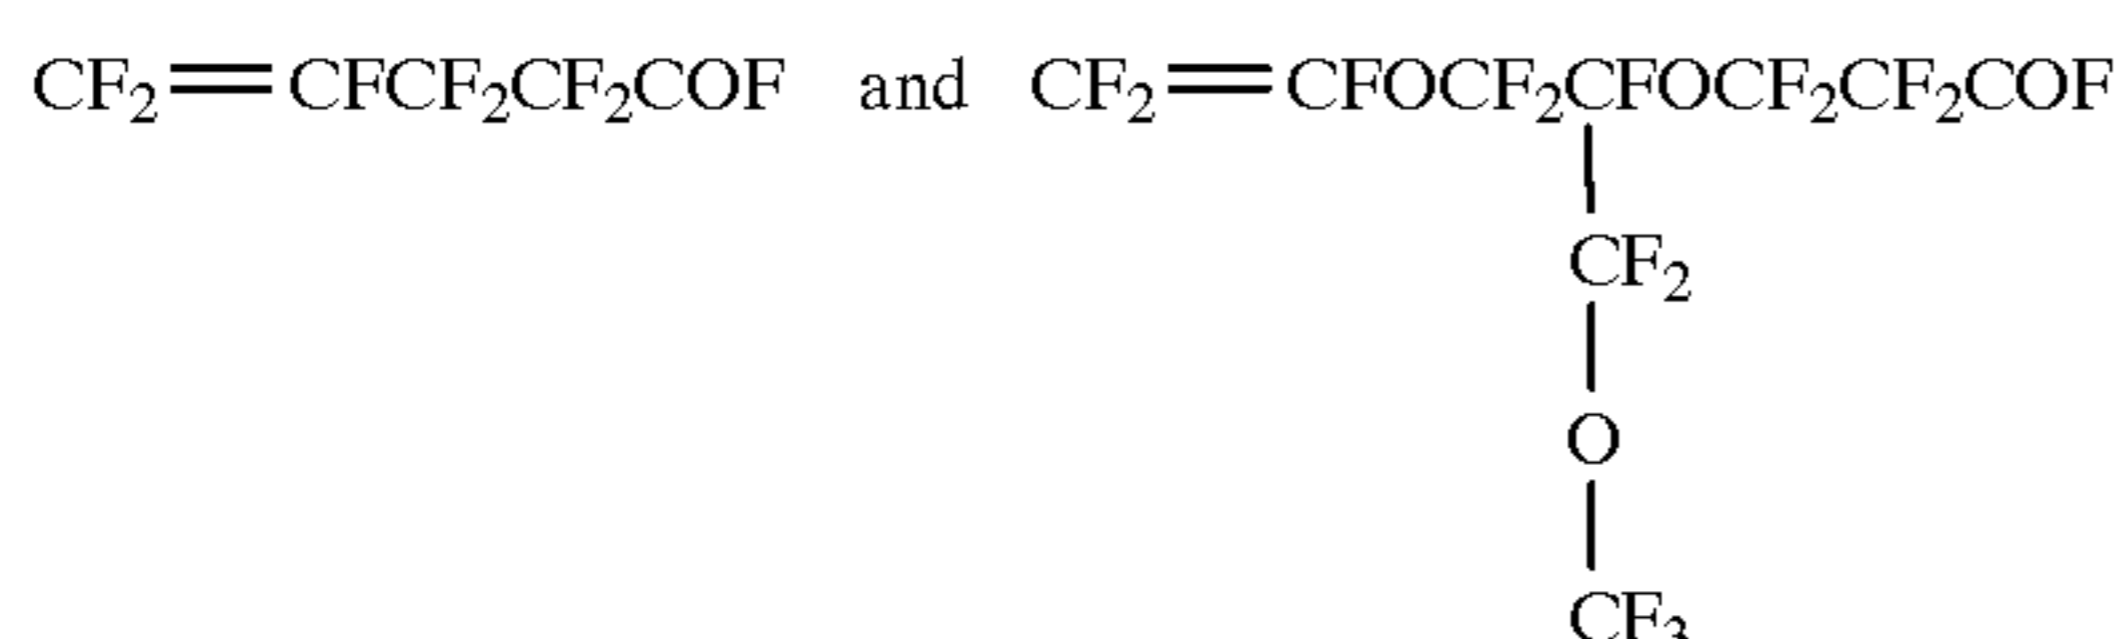 CF₂=CFCF₂CF₂COF and CF₂=CFOCF₂CFOCF₂CF₂COF
CF₂
O
CF₃